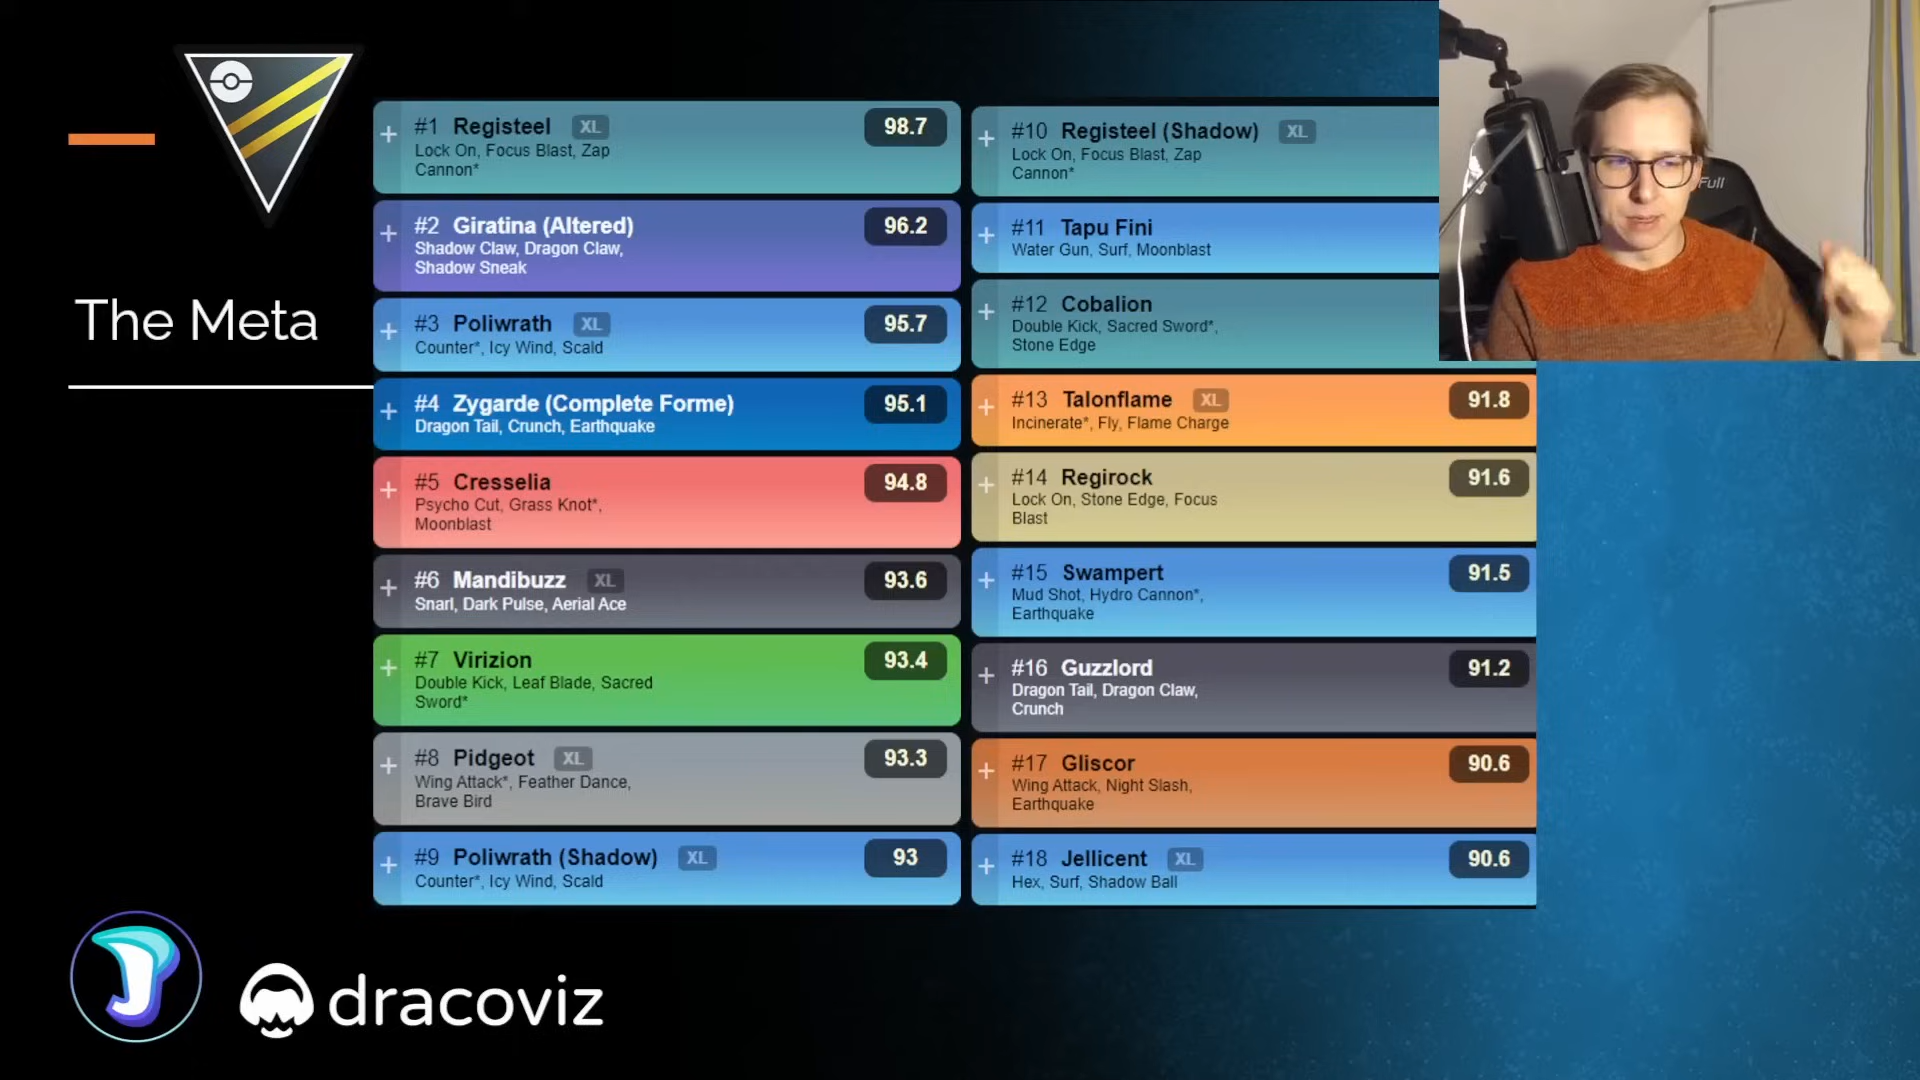 The Meta
#1 Registeel XL 98.7
Lock On, Focus Blast, Zap
Cannon*
#2 Giratina (Altered) 96.2
Shadow Claw, Dragon Claw,
Shadow Sneak
#3 Poliwrath XL 95.7
Counter*, Icy Wind, Scald
#4 Zygarde (Complete Forme) 95.1
Dragon Tail, Crunch, Earthquake
#5 Cresselia 94.8
Psycho Cut, Grass Knot*,
Moonblast
#6 Mandibuzz XL 93.6
Snarl, Dark Pulse, Aerial Ace
#7 Virizion 93.4
Double Kick, Leaf Blade, Sacred
Sword*
#8 Pidgeot XL 93.3
Wing Attack*, Feather Dance,
Brave Bird
#9 Poliwrath (Shadow) XL 93
Counter*, Icy Wind, Scald
#10 Registeel (Shadow) XL
Lock On, Focus Blast, Zap
Cannon*
#11 Tapu Fini
Water Gun, Surf, Moonblast
#12 Cobalion
Double Kick, Sacred Sword*,
Stone Edge
#13 Talonflame XL 91.8
Incinerate*, Fly, Flame Charge
#14 Regirock 91.6
Lock On, Stone Edge, Focus
Blast
#15 Swampert 91.5
Mud Shot, Hydro Cannon*,
Earthquake
#16 Guzzlord 91.2
Dragon Tail, Dragon Claw,
Crunch
#17 Gliscor 90.6
Wing Attack, Night Slash,
Earthquake
#18 Jellicent XL 90.6
Hex, Surf, Shadow Ball
Full
J
dracoviz